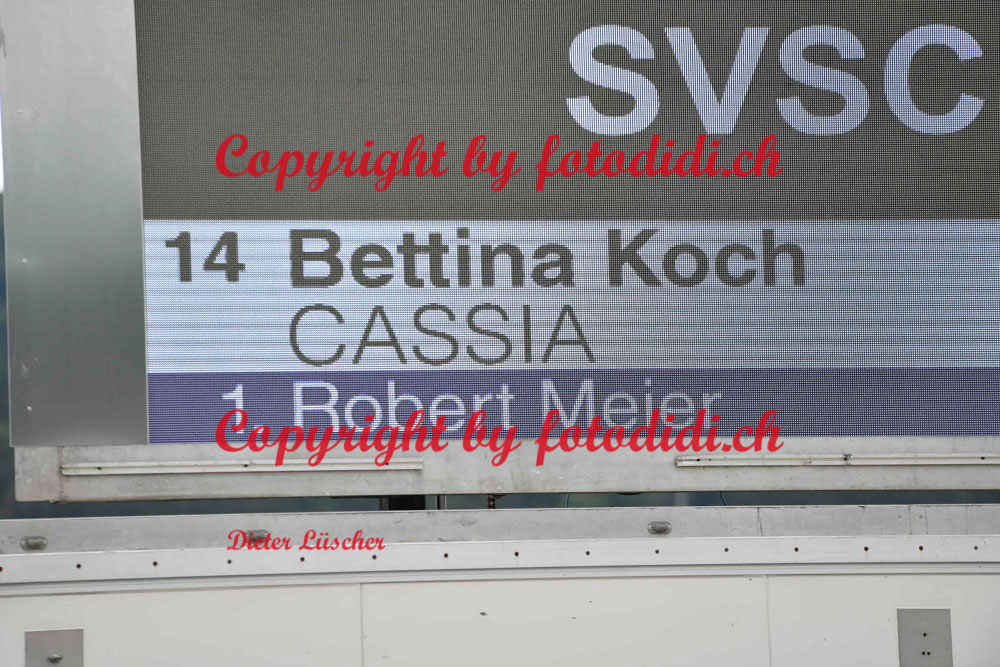 SVSC
Copyright by fotodidi.ch
14 Bettina Koch
CASSIA
1 Robert Meier
Copyright by fotodidi.ch
Dieter Lüscher